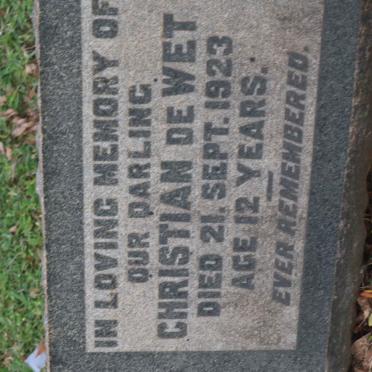 IN LOVING MEMORY OF
OUR DARLING
CHRISTIAN DE WET
DIED 21. SEPT. 1923
AGE 12 YEARS.
EVER REMEMBERED.